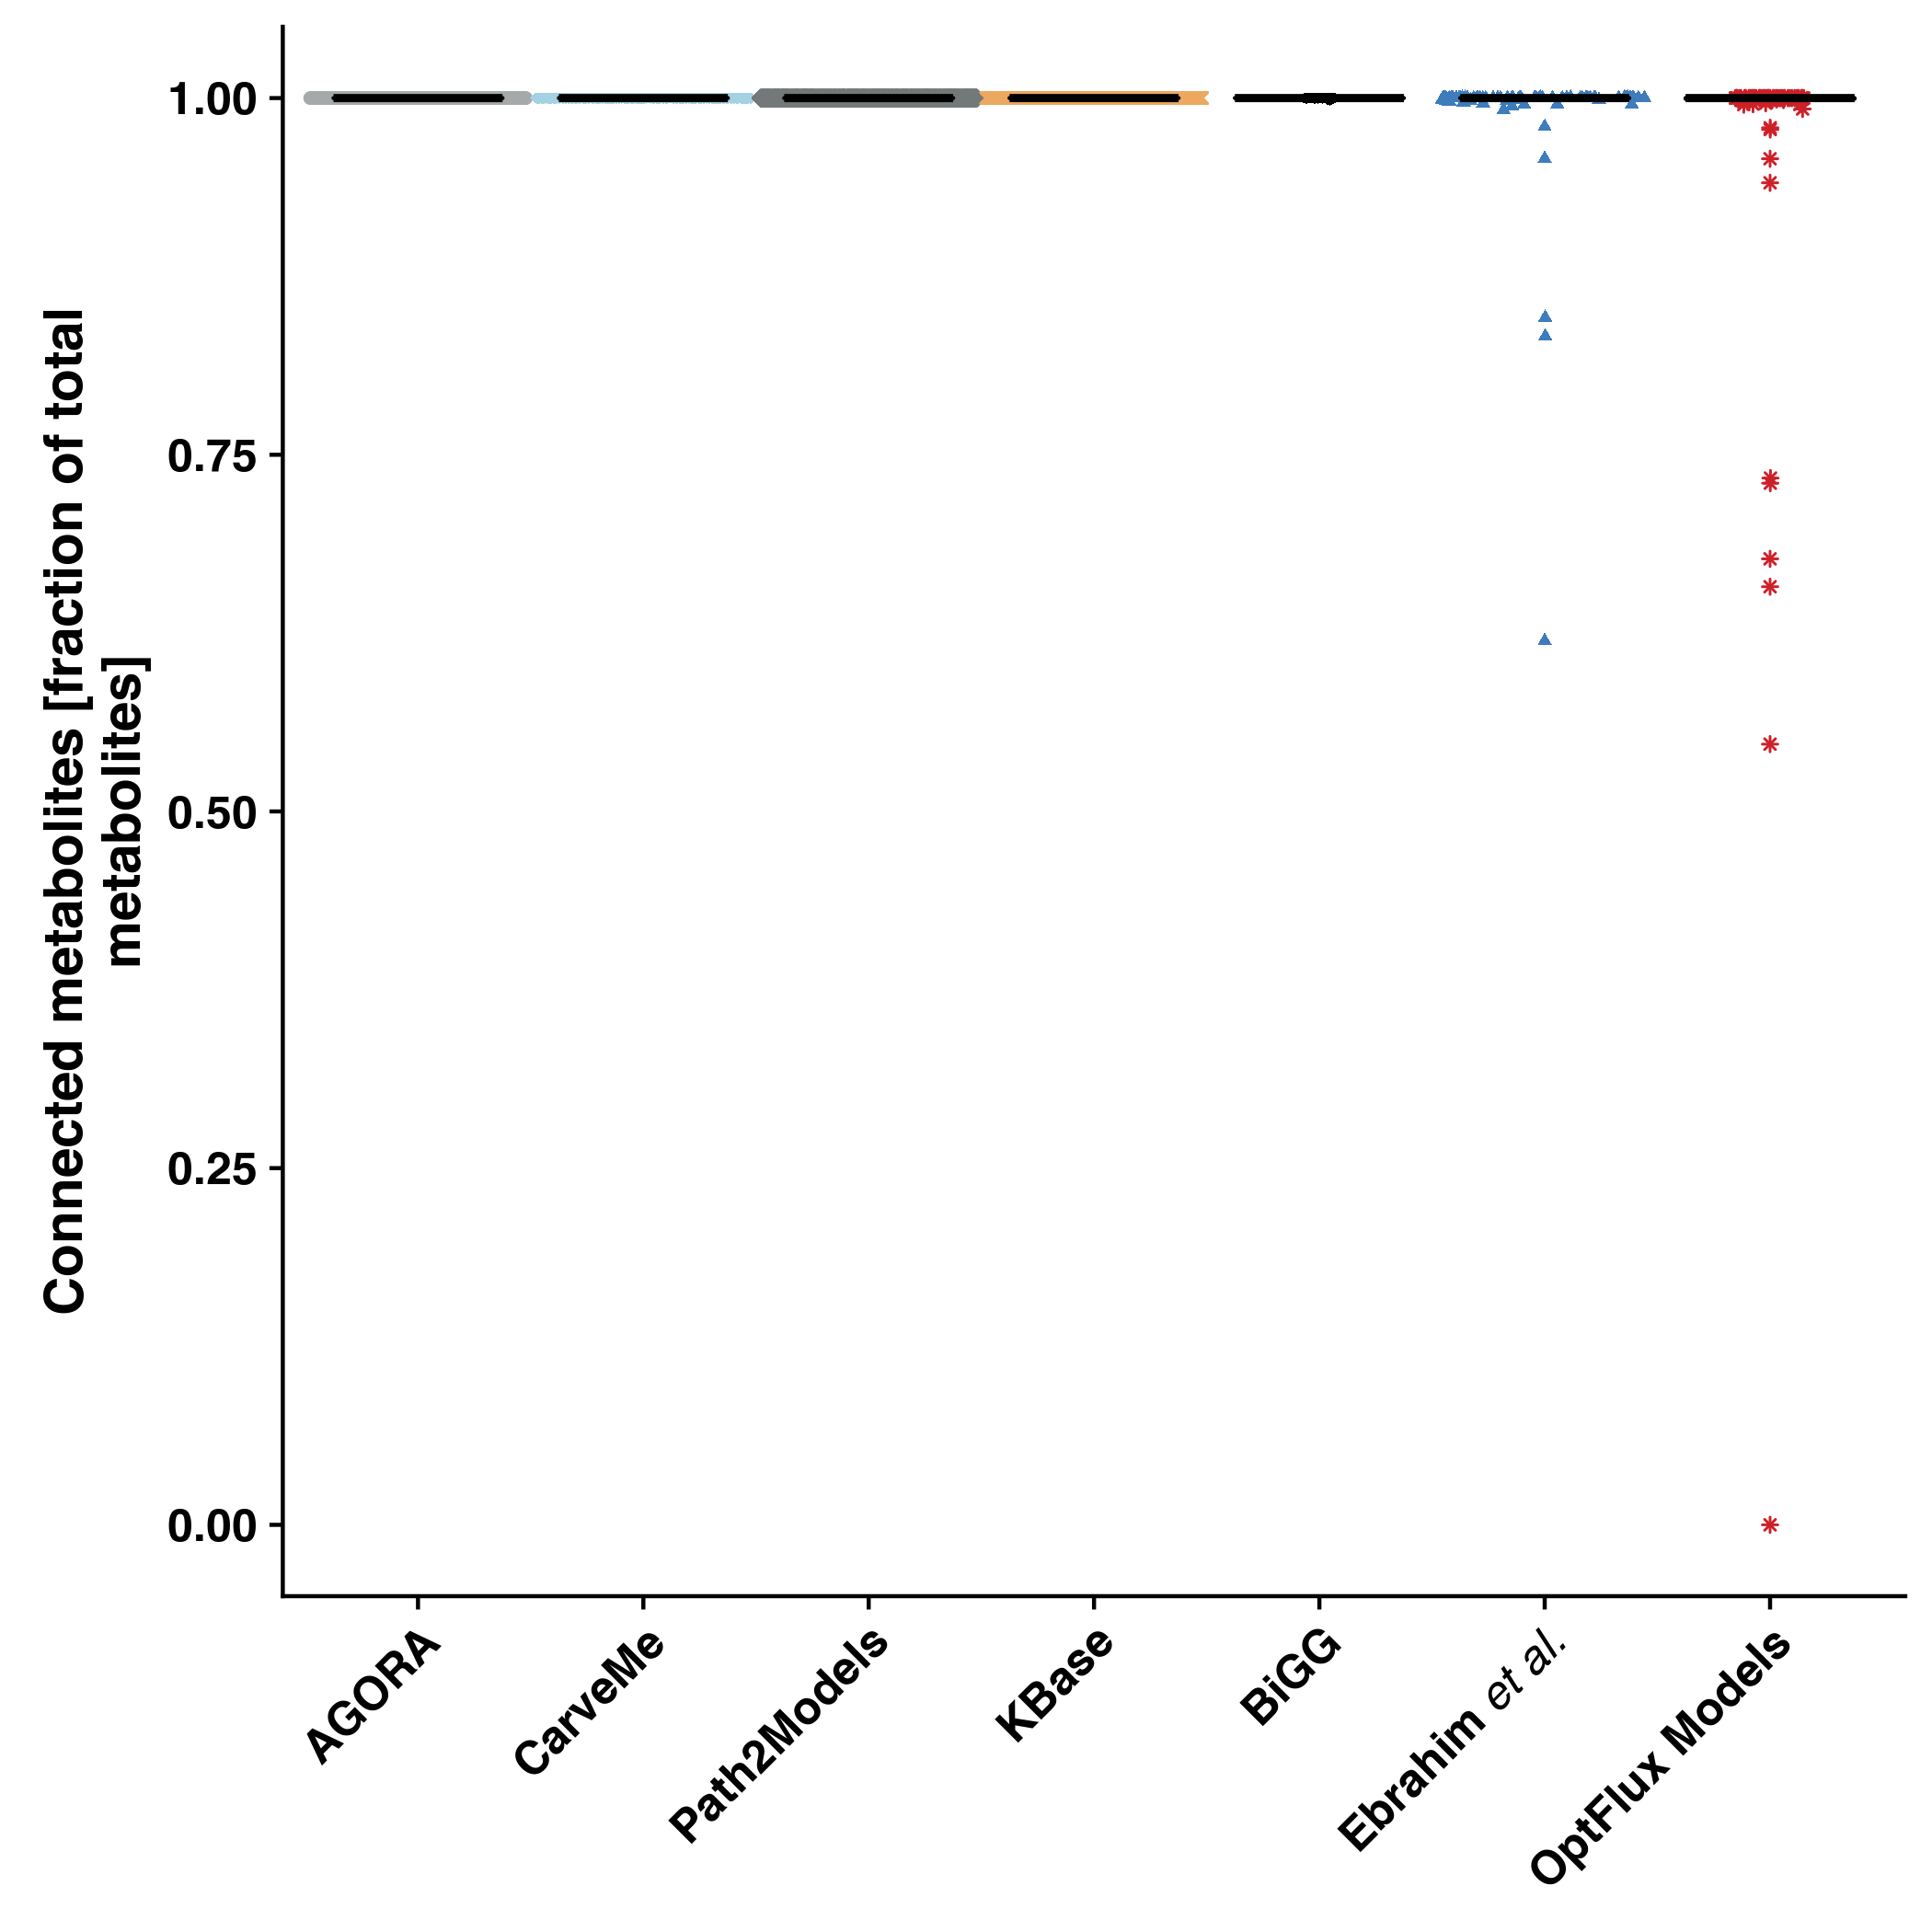 Connected metabolites [fraction of total
metabolites]
1.00
0.75
0.50
0.25
0.00
AGORA
CarveMe
Path2Models
KBase
BiGG
Ebrahim et al.
OptFlux Models